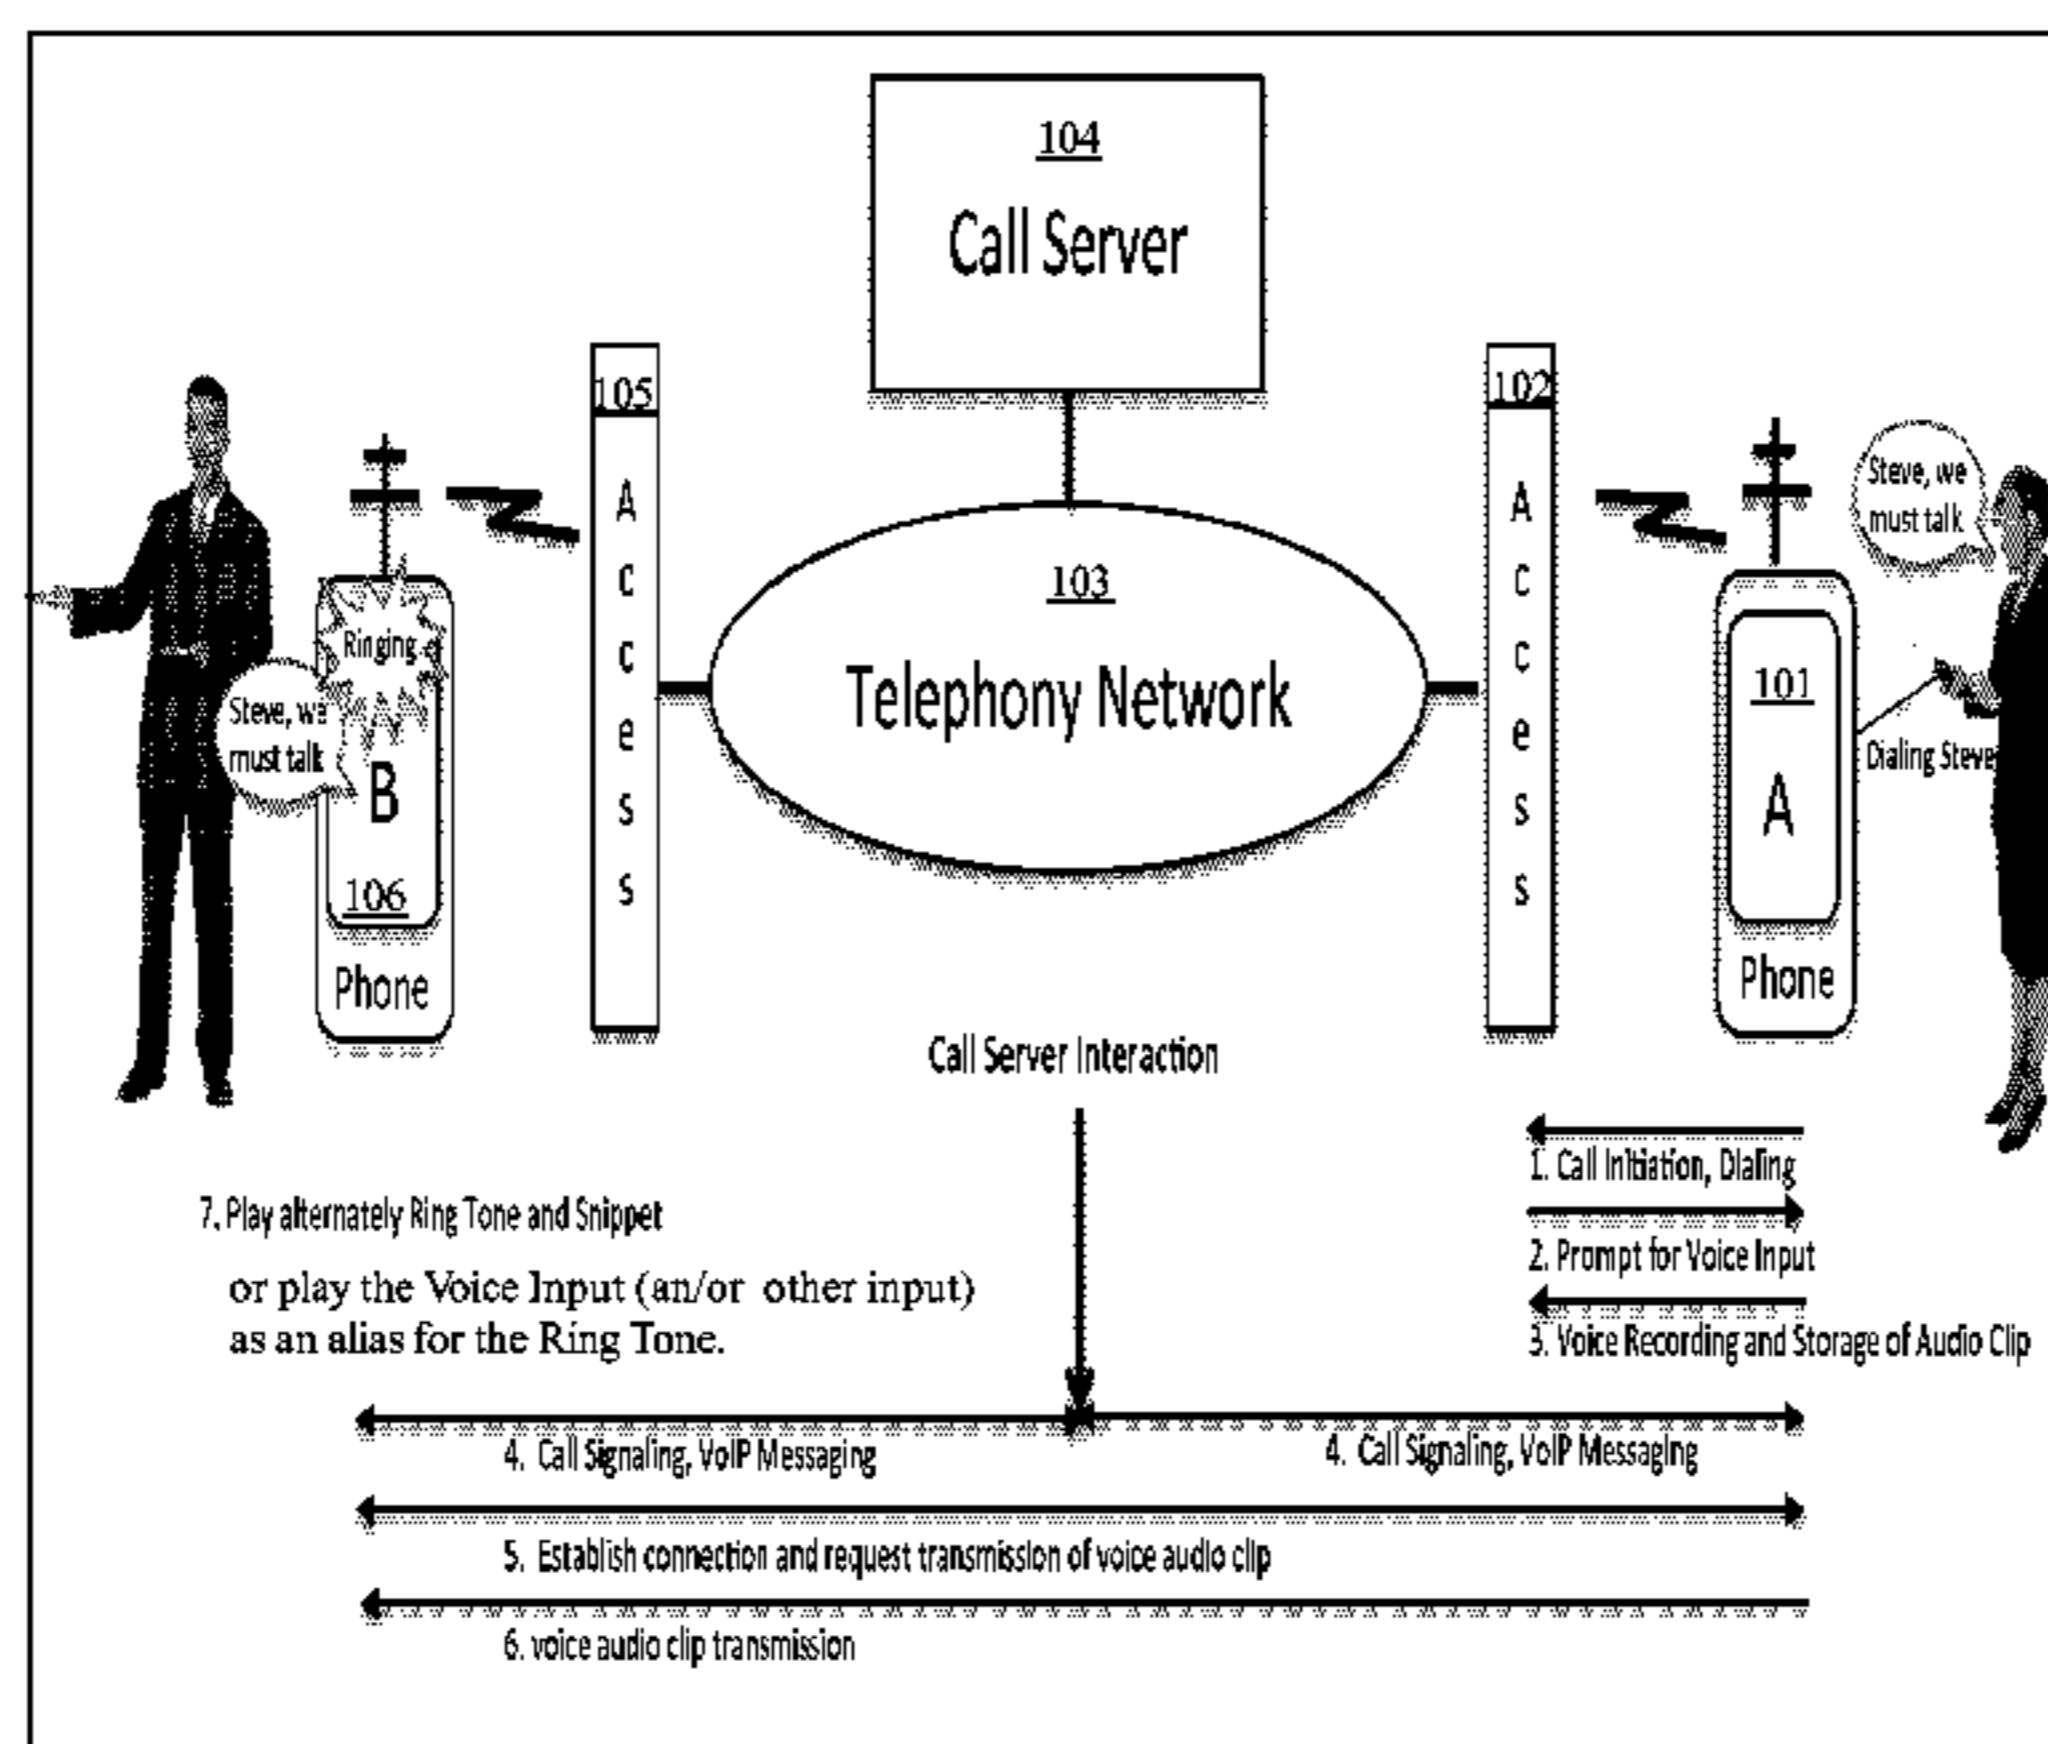 104
Call Server
105
Access
102
Access
103
Telephony Network
Steve, we
must talk
101
A
Phone
Dialing Steve
Ringing
Steve, we
must talk
B
106
Phone
Call Server Interaction
1. Call Initiation, Dialing
2. Prompt for Voice Input
3. Voice Recording and Storage of Audio Clip
7. Play alternately Ring Tone and Snippet
or play the Voice Input (an/or other input)
as an alias for the Ring Tone.
4. Call Signaling, VoIP Messaging
4. Call Signaling, VoIP Messaging
5. Establish connection and request transmission of voice audio clip
6. voice audio clip transmission